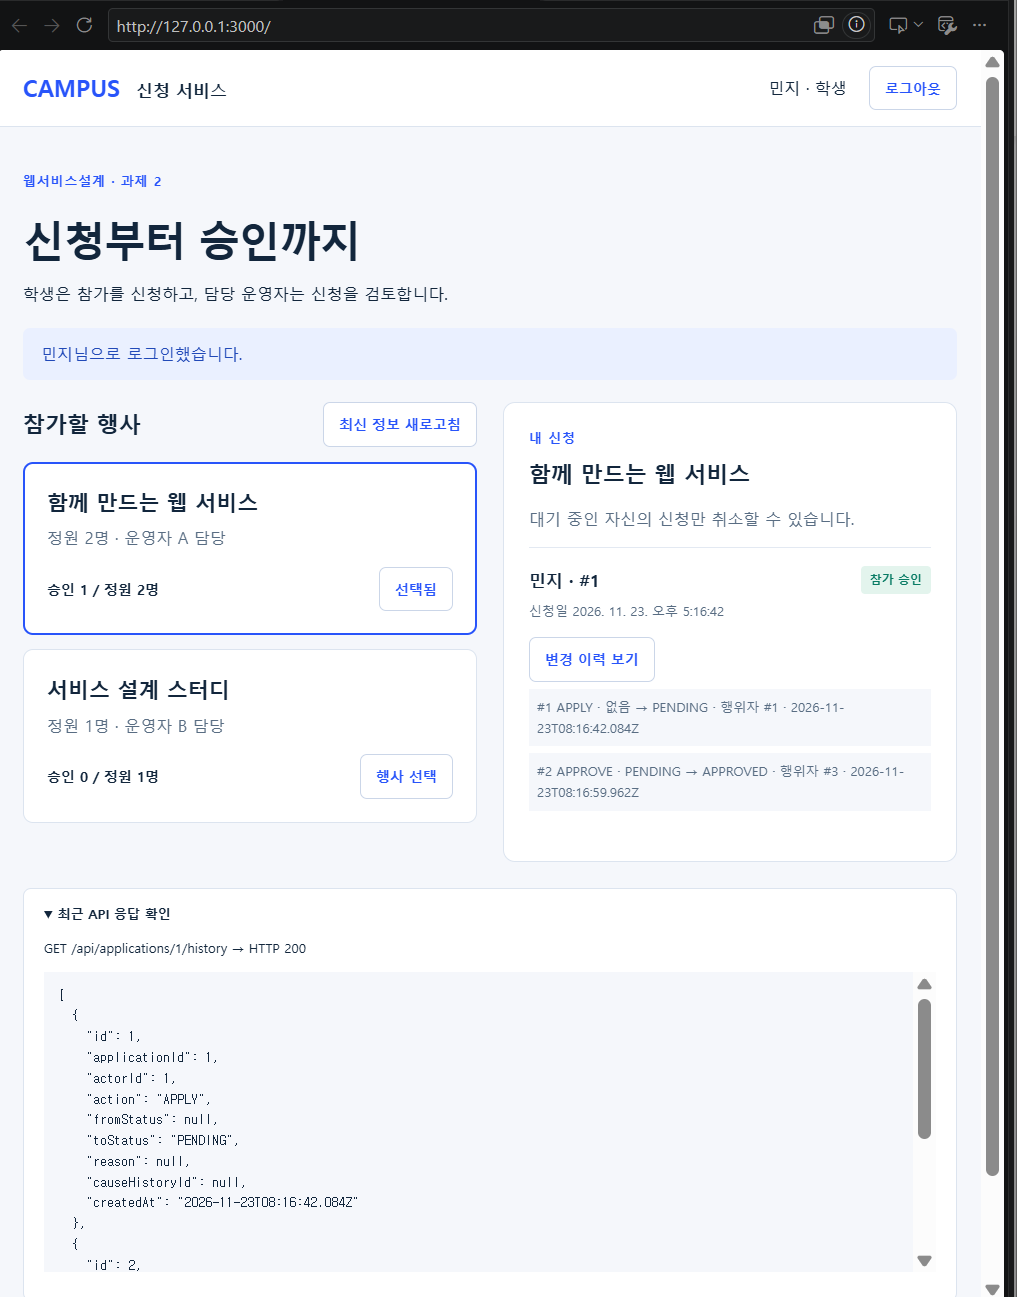 http://127.0.0.1:3000/
CAMPUS 신청 서비스
민지 · 학생
로그아웃
웹서비스설계 · 과제 2
신청부터 승인까지
학생은 참가를 신청하고, 담당 운영자는 신청을 검토합니다.
민지님으로 로그인했습니다.
참가할 행사
최신 정보 새로고침
함께 만드는 웹 서비스
정원 2명 · 운영자 A 담당
승인 1 / 정원 2명
선택됨
서비스 설계 스터디
정원 1명 · 운영자 B 담당
승인 0 / 정원 1명
행사 선택
내 신청
함께 만드는 웹 서비스
대기 중인 자신의 신청만 취소할 수 있습니다.
민지 · #1
참가 승인
신청일 2026. 11. 23. 오후 5:16:42
변경 이력 보기
#1 APPLY · 없음 → PENDING · 행위자 #1 · 2026-11-
23T08:16:42.084Z
#2 APPROVE · PENDING → APPROVED · 행위자 #3 · 2026-11-
23T08:16:59.962Z
▼ 최근 API 응답 확인
GET /api/applications/1/history → HTTP 200
[
{
"id": 1,
"applicationId": 1,
"actorId": 1,
"action": "APPLY",
"fromStatus": null,
"toStatus": "PENDING",
"reason": null,
"causeHistoryId": null,
"createdAt": "2026-11-23T08:16:42.084Z"
},
{
"id": 2,